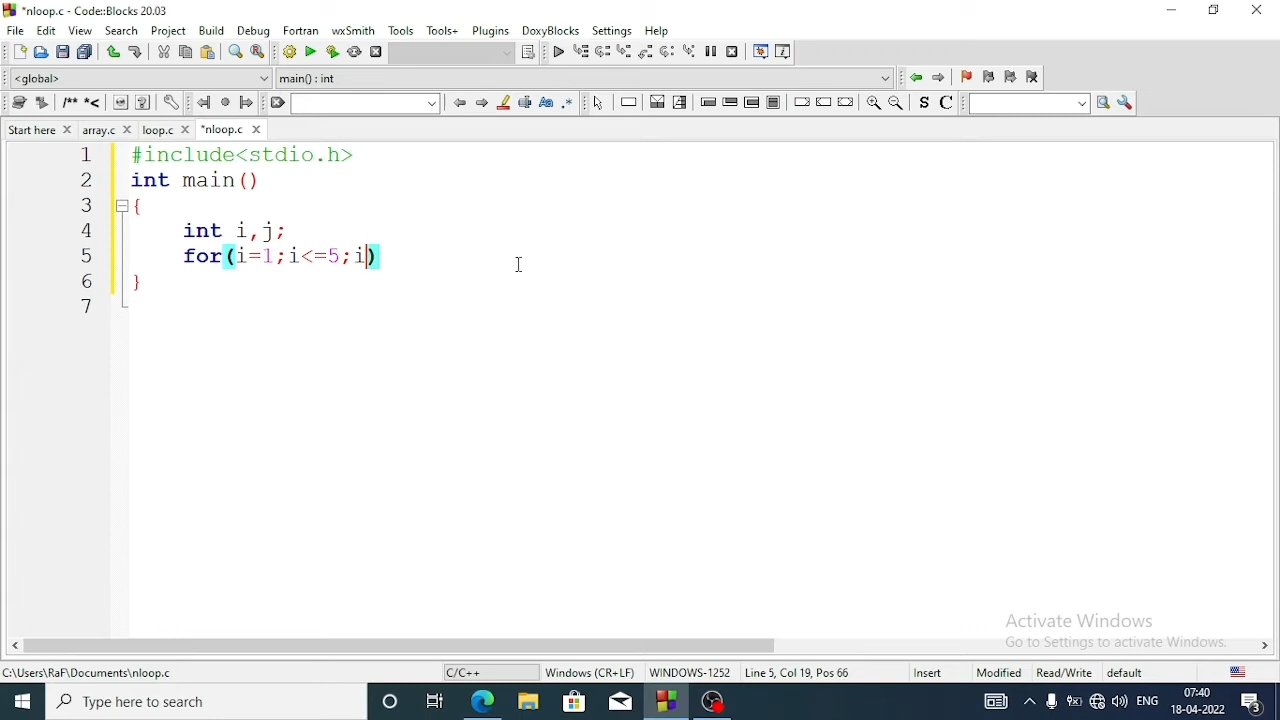 *nloop.c - Code::Blocks 20.03
File Edit View Search Project Build Debug Fortran wxSmith Tools Tools+ Plugins DoxyBlocks Settings Help
<global> main() : int
/** *<
S C
Start here array.c loop.c *nloop.c
1 #include<stdio.h>
2 int main()
3 {
4 int i,j;
5 for(i=1;i<=5;i)
6 }
7
Activate Windows
Go to Settings to activate Windows.
C:\Users\RaF\Documents\nloop.c C/C++ Windows (CR+LF) WINDOWS-1252 Line 5, Col 19, Pos 66 Insert Modified Read/Write default
Type here to search ENG 07:40
18-04-2022 3